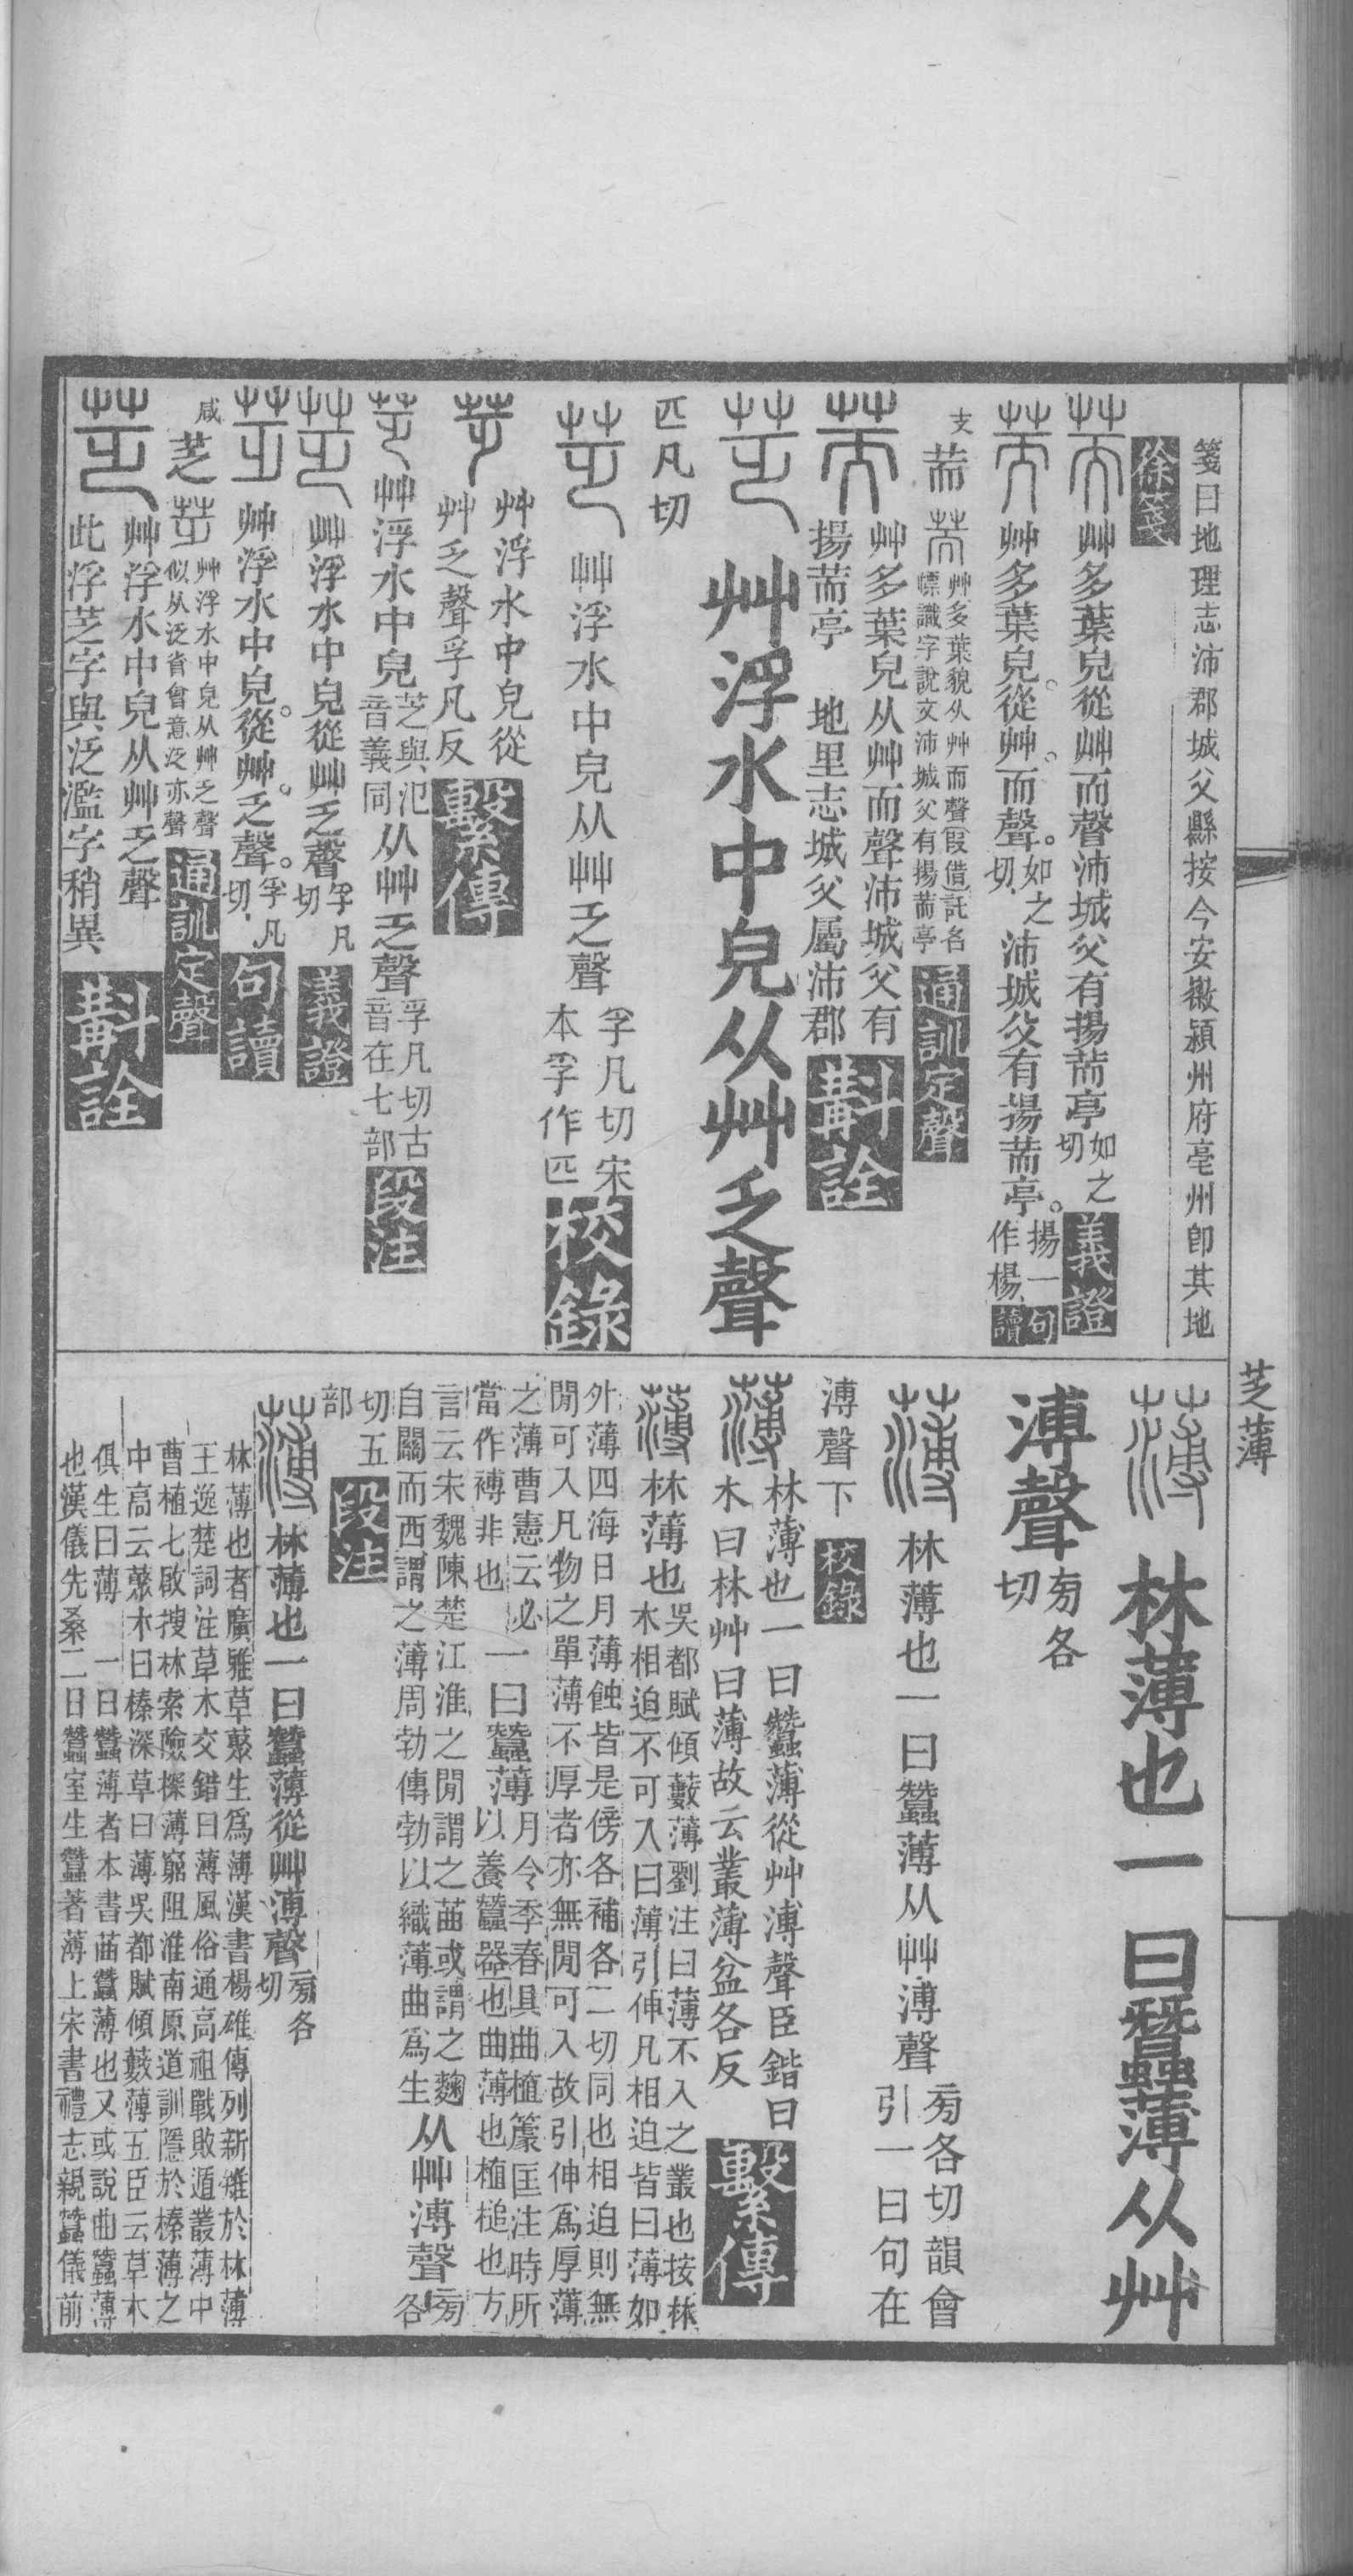 箋曰地理志沛郡城父縣按今安徽潁州府亳州卽其地
徐箋
艸多葉皃從艸而聲沛城父有揚荋亭如之切 義證
艸多葉皃。從艸。而聲。如之切、沛城父有揚荋亭。揚一作楊、句讀
支 荋 艸多葉貌从艸而聲(叚借)託名幖識字說文沛城父有揚荋亭 通訓定聲
艸多葉皃从艸而聲沛城父有
揚荋亭 地里志城父屬沛郡 斠詮
艸浮水中皃从艸乏聲
匹凡切
艸浮水中皃从艸乏聲 孚凡切宋本孚作匹 校錄
艸浮水中皃從
艸乏聲孚凡反 繫傳
艸浮水中皃芝與氾音義同从艸乏聲孚凡切古音在七部 段注
艸浮水中皃從艸乏聲孚凡切 義證
艸浮水中皃。從艸。乏聲。孚凡切、句讀
咸 芝 艸浮水中皃从艸乏聲似从泛省會意泛亦聲 通訓定聲
艸浮水中皃从艸乏聲
此浮芝字與泛濫字稍異 斠詮
芝薄
薄 林薄也一曰蠶薄从艸
溥聲 㫄各切
林薄也一曰蠶薄从艸溥聲 㫄各切韻會引一曰句在
溥聲下 校錄
林薄也一曰蠶薄從艸溥聲臣鍇曰
木曰林艸曰薄故云叢薄盆各反 繫傳
林薄也吳都賦傾藪薄劉注曰薄不入之叢也按林木相迫不可入曰薄引伸凡相迫皆曰薄如
外薄四海日月薄蝕皆是傍各補各二切同也相迫則無
閒可入凡物之單薄不厚者亦無閒可入故引伸爲厚薄
之薄曹憲云必當作䙏非也一曰蠶薄月令季春具曲植籧匡注時所以養蠶器也曲薄也植槌也方
言云宋魏陳楚江淮之閒謂之苖或謂之麴
自關而西謂之薄周勃傳勃以織薄曲爲生从艸溥聲㫄各
切五部 段注
林薄也一曰蠶薄從艸溥聲㫄各切
林薄也者廣雅草藂生爲薄漢書楊雄傳列新雉於林薄
王逸楚詞注草木交錯曰薄風俗通高祖戰敗遁叢薄中
曹植七啟搜林索險探薄窮阻淮南原道訓隱於榛薄之
中高云藂木曰榛深草曰薄吳都賦傾藪薄五臣云草木
俱生曰薄 一曰蠶薄者本書苖蠶薄也又或說曲蠶薄
也漢儀先桑二日蠶室生蠶著薄上宋書禮志親蠶儀前